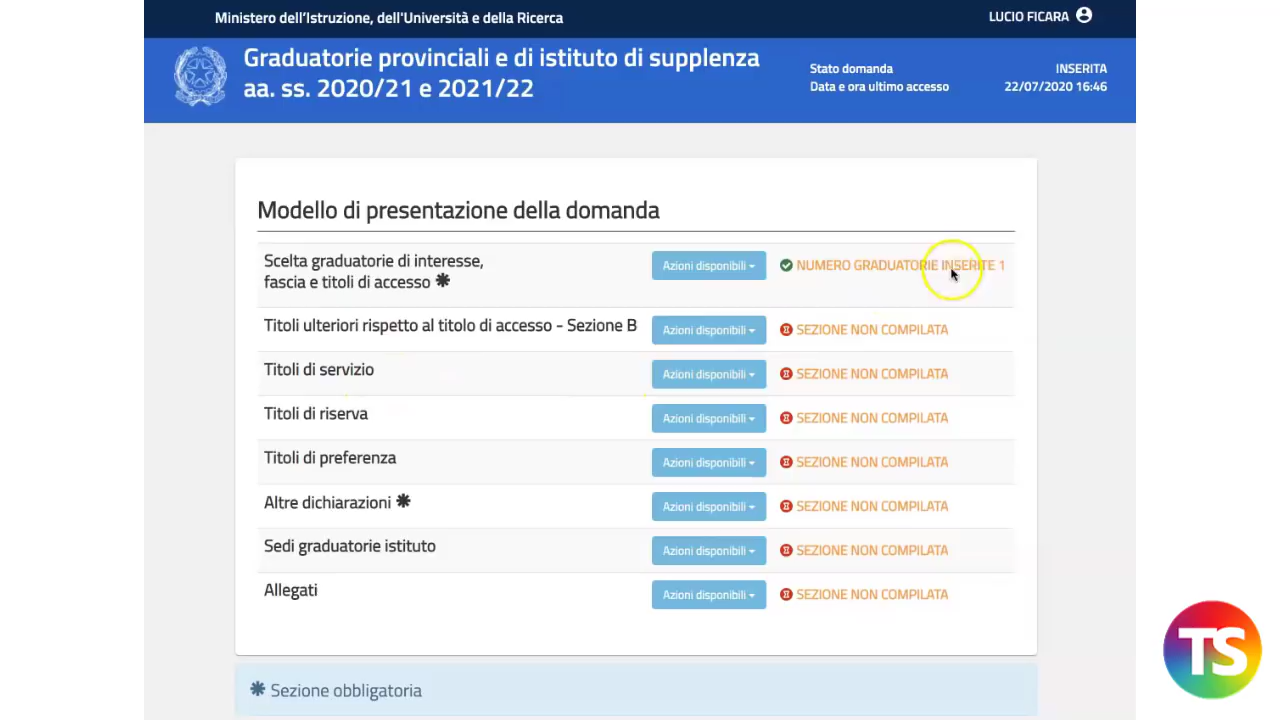 Ministero dell'Istruzione, dell'Università e della Ricerca
LUCIO FICARA
Graduatorie provinciali e di istituto di supplenza
aa. ss. 2020/21 e 2021/22
Stato domanda INSERITA
Data e ora ultimo accesso 22/07/2020 16:46
Modello di presentazione della domanda
Scelta graduatorie di interesse,
fascia e titoli di accesso ✱
Azioni disponibili
NUMERO GRADUATORIE INSERITE 1
Titoli ulteriori rispetto al titolo di accesso - Sezione B Azioni disponibili SEZIONE NON COMPILATA
Titoli di servizio Azioni disponibili SEZIONE NON COMPILATA
Titoli di riserva Azioni disponibili SEZIONE NON COMPILATA
Titoli di preferenza Azioni disponibili SEZIONE NON COMPILATA
Altre dichiarazioni ✱ Azioni disponibili SEZIONE NON COMPILATA
Sedi graduatorie istituto Azioni disponibili SEZIONE NON COMPILATA
Allegati Azioni disponibili SEZIONE NON COMPILATA
✱ Sezione obbligatoria
TS